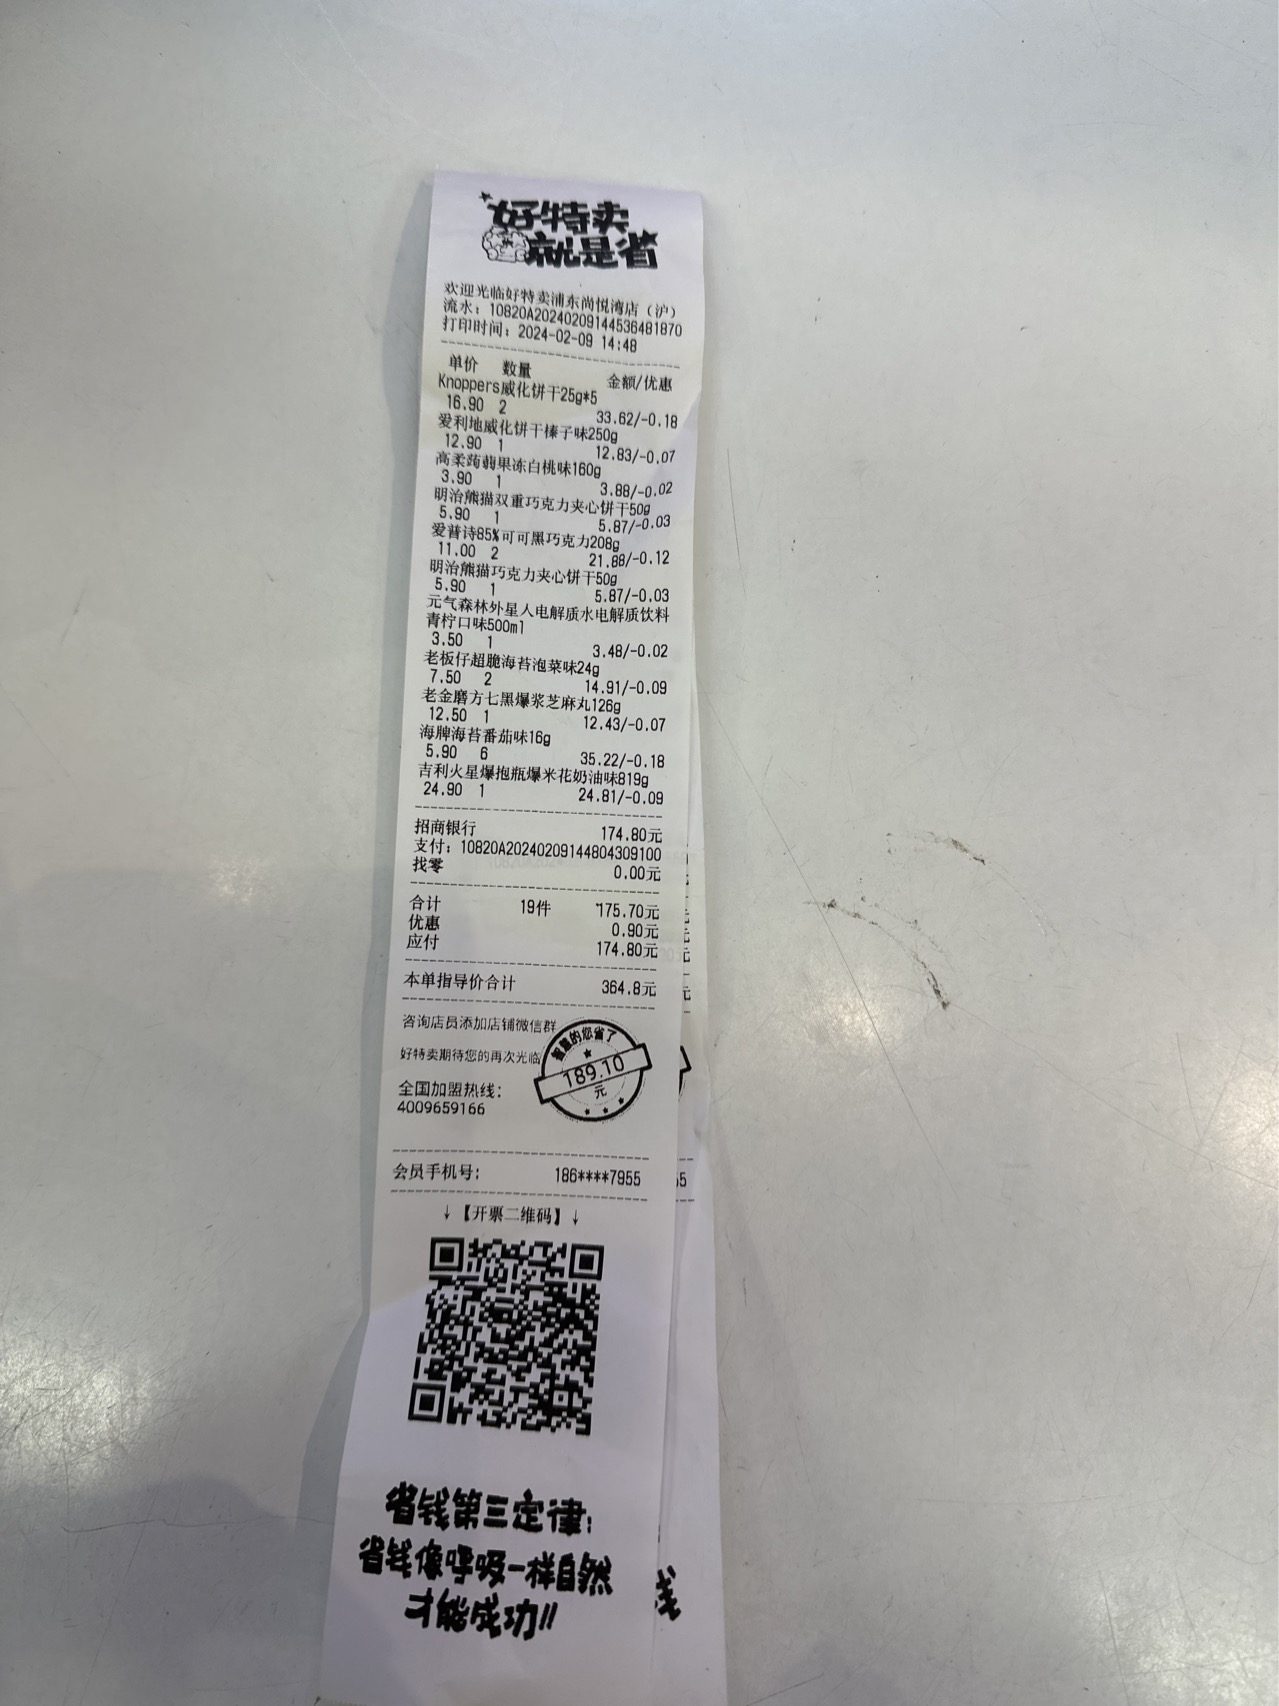 好特卖
就是省
欢迎光临好特卖浦东尚悦湾店（沪）
流水：10820A20240209144536481870
打印时间：2024-02-09 14:48
单价 数量 金额/优惠
Knoppers威化饼干25g*5
16.90 2 33.62/-0.18
爱利地威化饼干榛子味250g
12.90 1 12.83/-0.07
高柔蒟蒻果冻白桃味160g
3.90 1 3.88/-0.02
明治熊猫双重巧克力夹心饼干50g
5.90 1 5.87/-0.03
爱普诗85%可可黑巧克力208g
11.00 2 21.88/-0.12
明治熊猫巧克力夹心饼干50g
5.90 1 5.87/-0.03
元气森林外星人电解质水电解质饮料
青柠口味500ml
3.50 1 3.48/-0.02
老板仔超脆海苔泡菜味24g
7.50 2 14.91/-0.09
老金磨方七黑爆浆芝麻丸126g
12.50 1 12.43/-0.07
海牌海苔番茄味16g
5.90 6 35.22/-0.18
吉利火星爆抱瓶爆米花奶油味819g
24.90 1 24.81/-0.09
招商银行 174.80元
支付：10820A20240209144804309100
找零 0.00元
合计 19件 175.70元
优惠 0.90元
应付 174.80元
本单指导价合计 364.8元
咨询店员添加店铺微信群
好特卖期待您的再次光临
全国加盟热线：
4009659166
智慧的您省了
189.10
元
会员手机号： 186****7955
↓【开票二维码】↓
省钱第三定律：
省钱像呼吸一样自然
才能成功!!